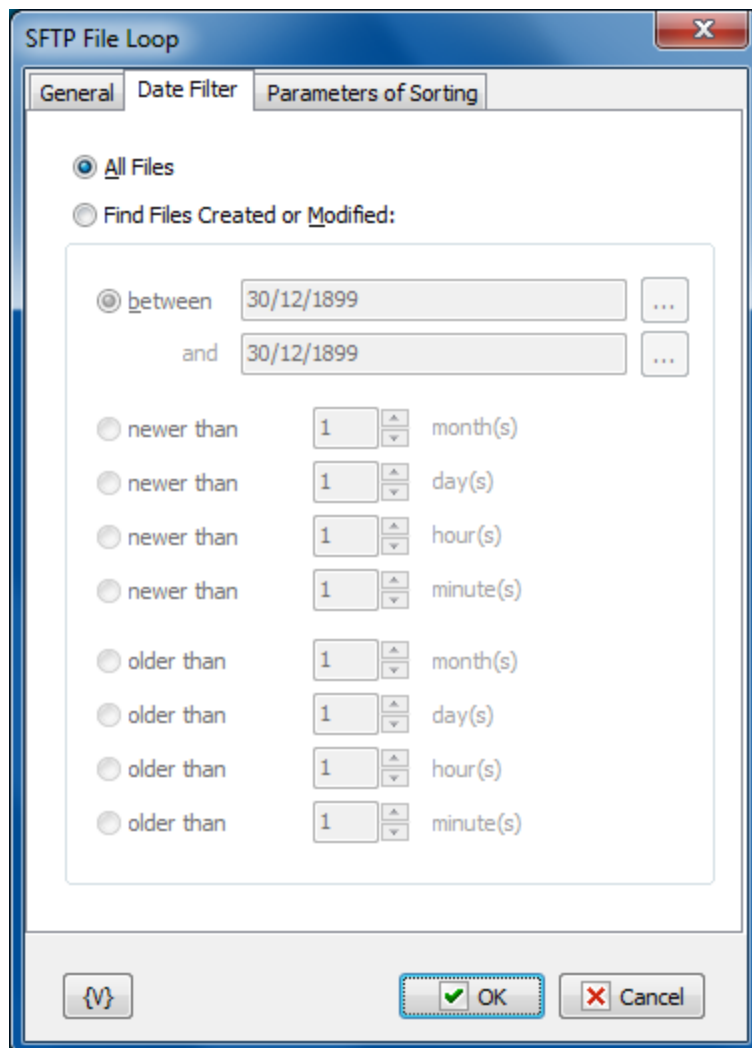 SFTP File Loop
General Date Filter Parameters of Sorting
All Files
Find Files Created or Modified:
between 30/12/1899 ...
and 30/12/1899 ...
newer than 1 month(s)
newer than 1 day(s)
newer than 1 hour(s)
newer than 1 minute(s)
older than 1 month(s)
older than 1 day(s)
older than 1 hour(s)
older than 1 minute(s)
{V} OK Cancel